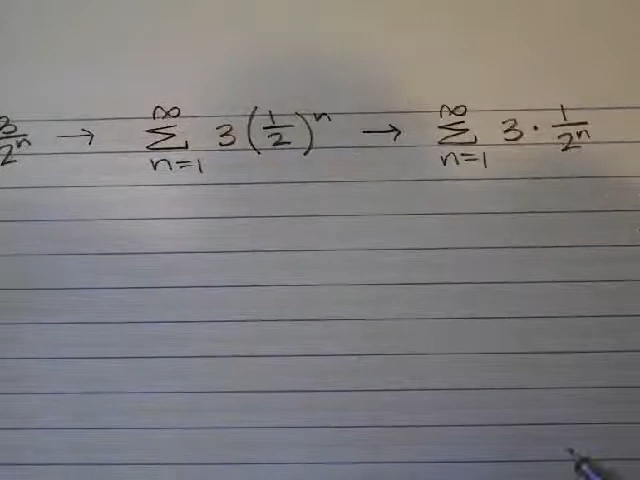 3/2ⁿ → ∑_{n=1}^{∞} 3(1/2)ⁿ → ∑_{n=1}^{∞} 3 · 1/2ⁿ